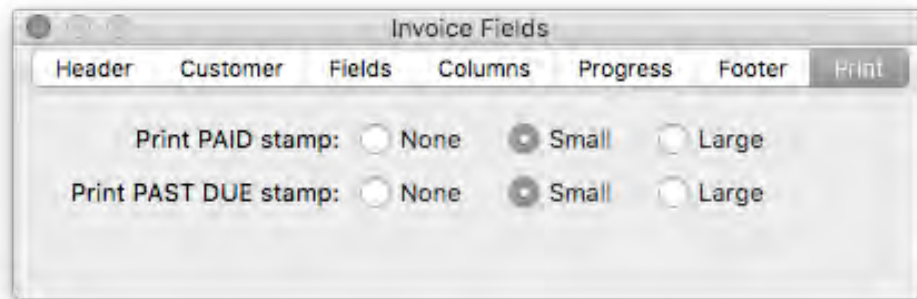 Invoice Fields
Header Customer Fields Columns Progress Footer Print
Print PAID stamp: None Small Large
Print PAST DUE stamp: None Small Large